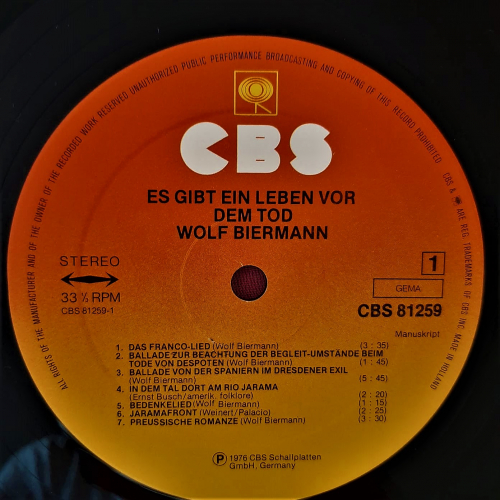 ALL RIGHTS OF THE MANUFACTURER AND OF THE OWNER OF THE RECORDED WORK RESERVED UNAUTHORIZED PUBLIC PERFORMANCE BROADCASTING AND COPYING OF THIS RECORD PROHIBITED
CBS & ARE REG. TRADEMARKS OF CBS INC. MADE IN HOLLAND
CBS
ES GIBT EIN LEBEN VOR
DEM TOD
WOLF BIERMANN
STEREO
33 ⅓ RPM
CBS 81259-1
1
GEMA
CBS 81259
Manuskript
1. DAS FRANCO-LIED (Wolf Biermann) (3 : 35)
2. BALLADE ZUR BEACHTUNG DER BEGLEIT-UMSTÄNDE BEIM
TODE VON DESPOTEN (Wolf Biermann) (1 : 45)
3. BALLADE VON DER SPANIERN IM DRESDENER EXIL
(Wolf Biermann) (5 : 45)
4. IN DEM TAL DORT AM RIO JARAMA
(Ernst Busch/amerik. folklore) (2 : 20)
5. BEDENKELIED (Wolf Biermann) (1 : 15)
6. JARAMAFRONT (Weinert/Palacio) (2 : 25)
7. PREUSSISCHE ROMANZE (Wolf Biermann) (3 : 30)
Ⓟ 1976 CBS Schallplatten
GmbH, Germany